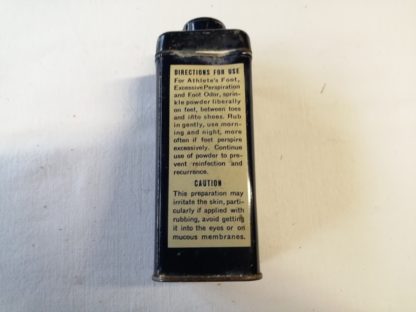 DIRECTIONS FOR USE
For Athlete's Foot,
Excessive Perspiration
and Foot Odor, sprin-
kle powder liberally
on feet, between toes
and into shoes. Rub
in gently, use morn-
ing and night, more
often if feet perspire
excessively. Continue
use of powder to pre-
vent reinfection and
recurrence.
CAUTION
This preparation may
irritate the skin, parti-
cularly if applied with
rubbing, avoid getting
it into the eyes or on
mucous membranes.